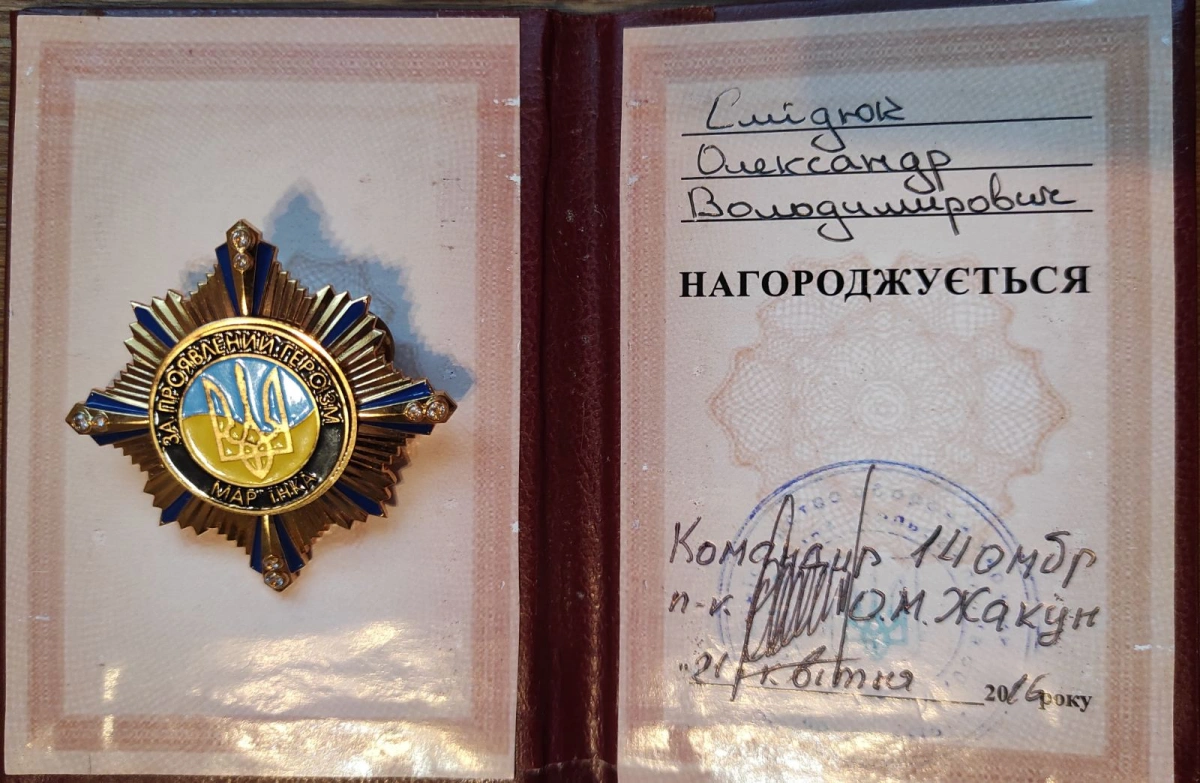 ЗА ПРОЯВЛЕНИЙ ГЕРОЇЗМ
МАР'ЇНКА
Смідюк
Олександр
Володимирович
НАГОРОДЖУЄТЬСЯ
Командир 14 омбр
п-к О.М. Жакун
"21" квітня 2016 року